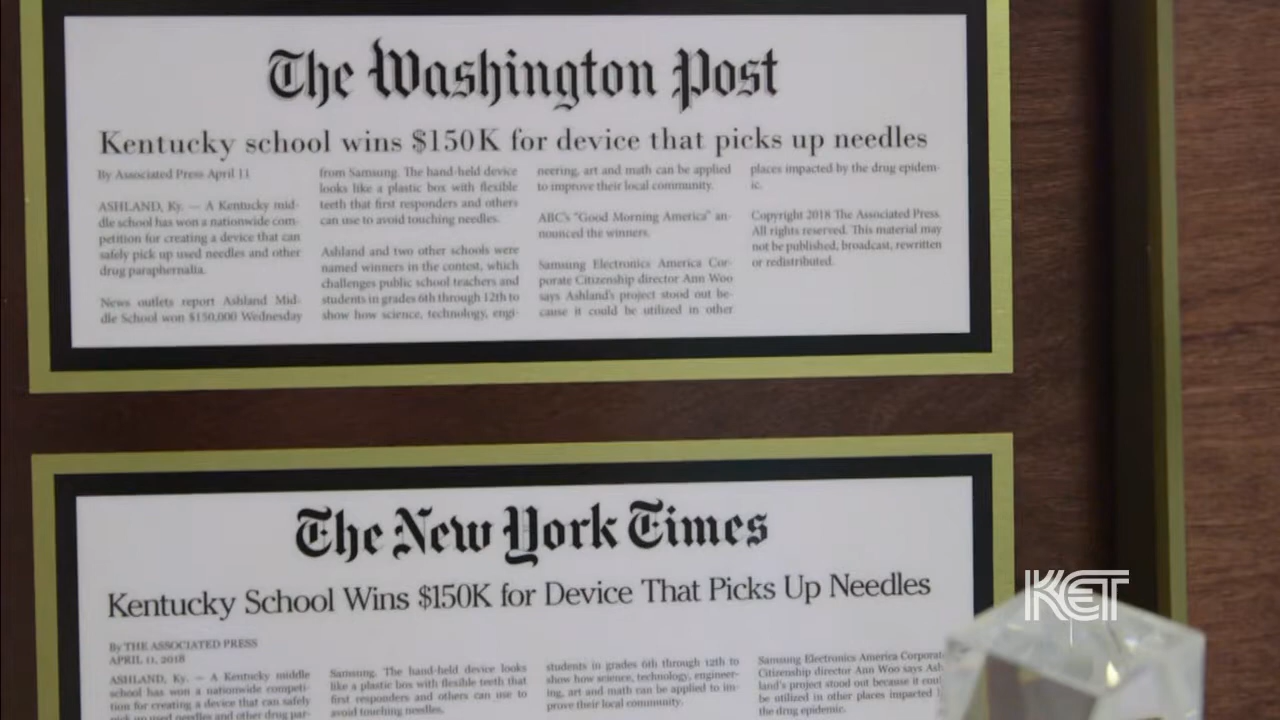 The Washington Post
Kentucky school wins $150K for device that picks up needles
By Associated Press April 11
ASHLAND, Ky. — A Kentucky mid-
dle school has won a nationwide com-
petition for creating a device that can
safely pick up used needles and other
drug paraphernalia.
News outlets report Ashland Mid-
dle School won $150,000 Wednesday
from Samsung. The hand-held device
looks like a plastic box with flexible
teeth that first responders and others
can use to avoid touching needles.
Ashland and two other schools were
named winners in the contest, which
challenges public school teachers and
students in grades 6th through 12th to
show how science, technology, engi-
neering, art and math can be applied
to improve their local community.
ABC's "Good Morning America" an-
nounced the winners.
Samsung Electronics America Cor-
porate Citizenship director Ann Woo
says Ashland's project stood out be-
cause it could be utilized in other
places impacted by the drug epidem-
ic.
Copyright 2018 The Associated Press.
All rights reserved. This material may
not be published, broadcast, rewritten
or redistributed.
The New York Times
Kentucky School Wins $150K for Device That Picks Up Needles
By THE ASSOCIATED PRESS
APRIL 11, 2018
ASHLAND, Ky. — A Kentucky middle
school has won a nationwide competi-
tion for creating a device that can safely
pick up used needles and other drug par-
Samsung. The hand-held device looks
like a plastic box with flexible teeth that
first responders and others can use to
avoid touching needles.
students in grades 6th through 12th to
show how science, technology, engineer-
ing, art and math can be applied to im-
prove their local community.
Samsung Electronics America Corporat
Citizenship director Ann Woo says Ash
land's project stood out because it coul
be utilized in other places impacted
the drug epidemic.
KET